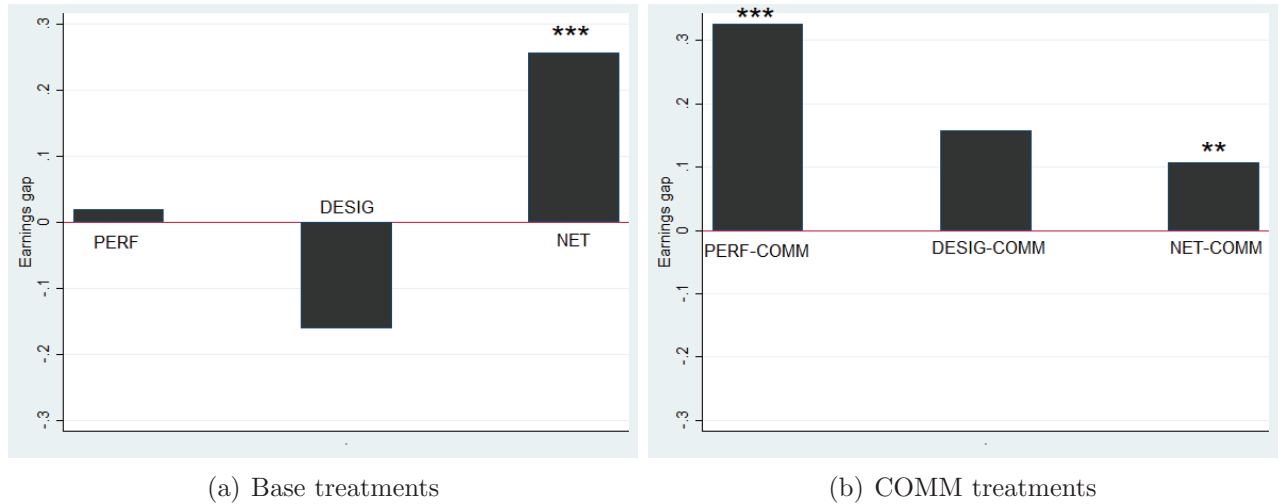 Earnings gap
.3
.2
.1
0
-.1
-.2
-.3
PERF
DESIG
NET
***
.
(a) Base treatments
Earnings gap
.3
.2
.1
0
-.1
-.2
-.3
***
**
PERF-COMM
DESIG-COMM
NET-COMM
.
(b) COMM treatments